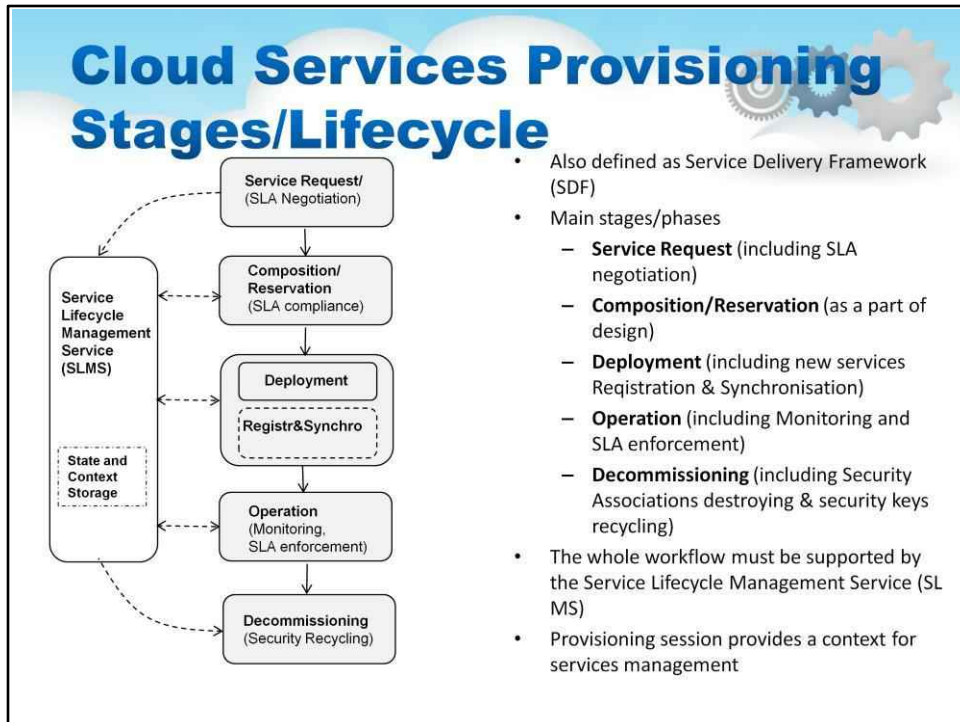 Cloud Services Provisioning
Stages/Lifecycle
Service Request/
(SLA Negotiation)
Composition/
Reservation
(SLA compliance)
Service
Lifecycle
Management
Service
(SLMS)
Deployment
Registr&Synchro
State and
Context
Storage
Operation
(Monitoring,
SLA enforcement)
Decommissioning
(Security Recycling)
• Also defined as Service Delivery Framework
(SDF)
• Main stages/phases
– Service Request (including SLA
negotiation)
– Composition/Reservation (as a part of
design)
– Deployment (including new services
Reqistration & Synchronisation)
– Operation (including Monitoring and
SLA enforcement)
– Decommissioning (including Security
Associations destroying & security keys
recycling)
• The whole workflow must be supported by
the Service Lifecycle Management Service (SL
MS)
• Provisioning session provides a context for
services management